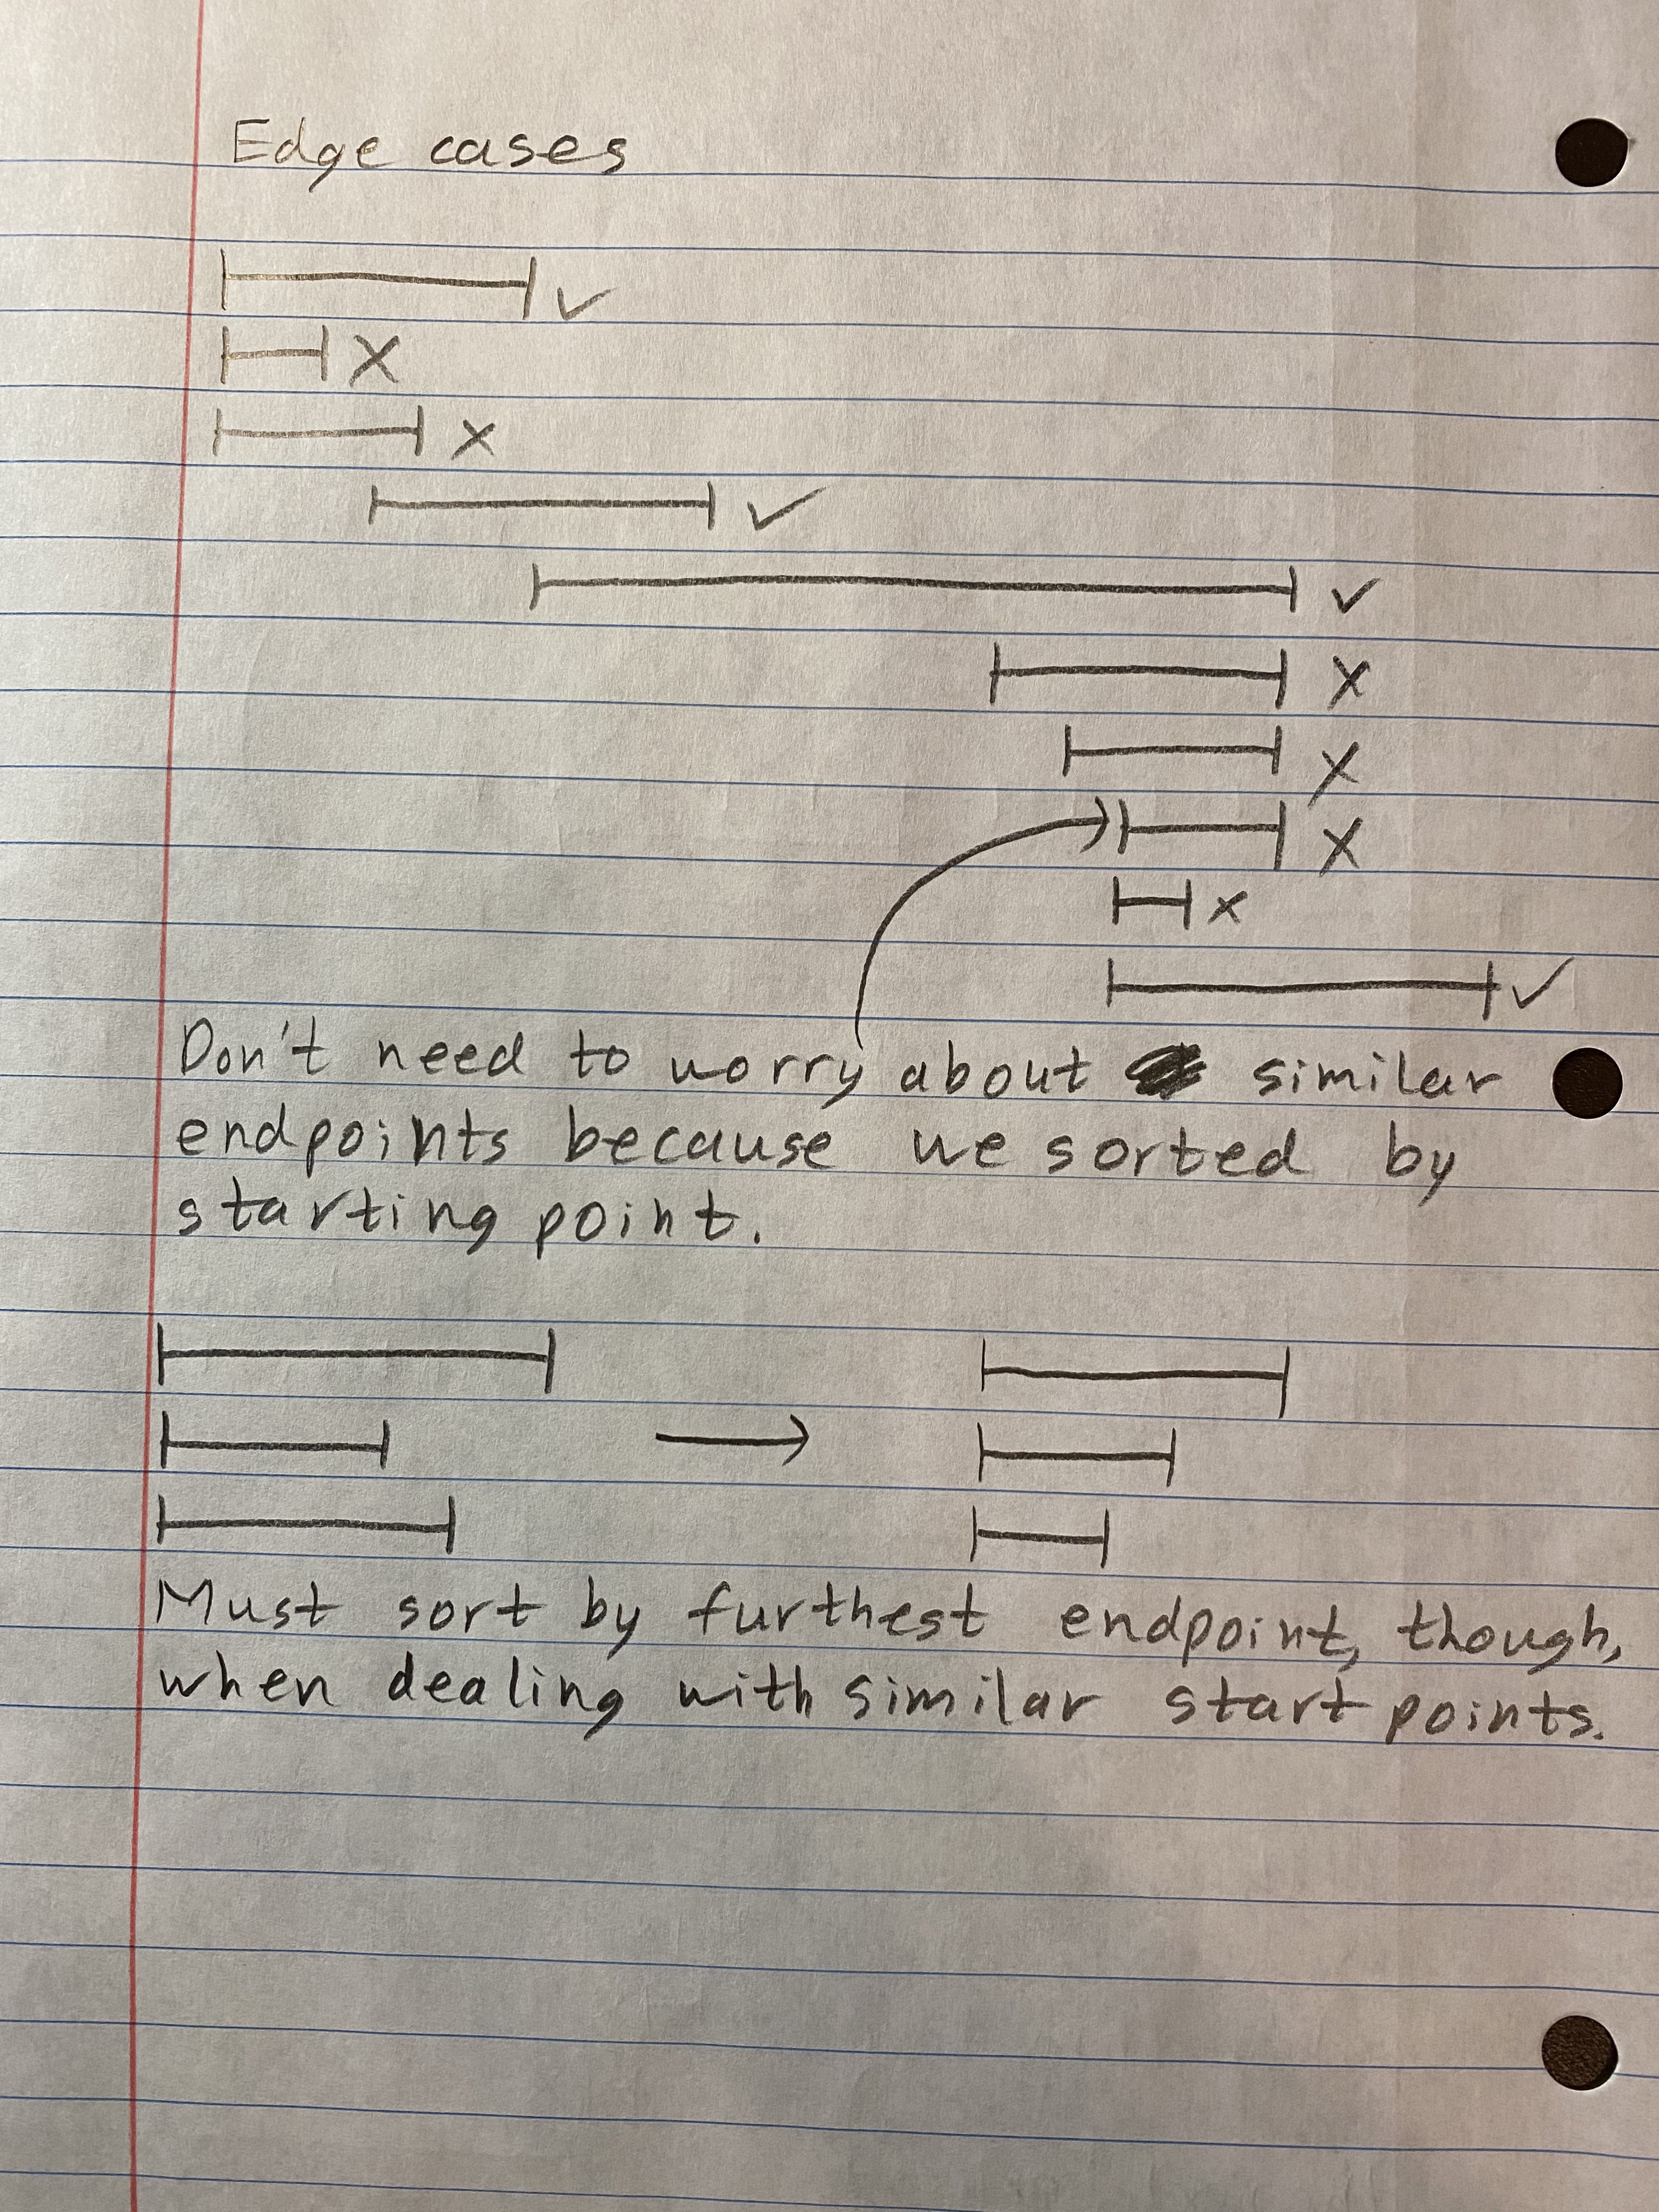 Edge cases
Don't need to worry about similar
endpoints because we sorted by
starting point.
Must sort by furthest endpoint, though,
when dealing with similar start points.